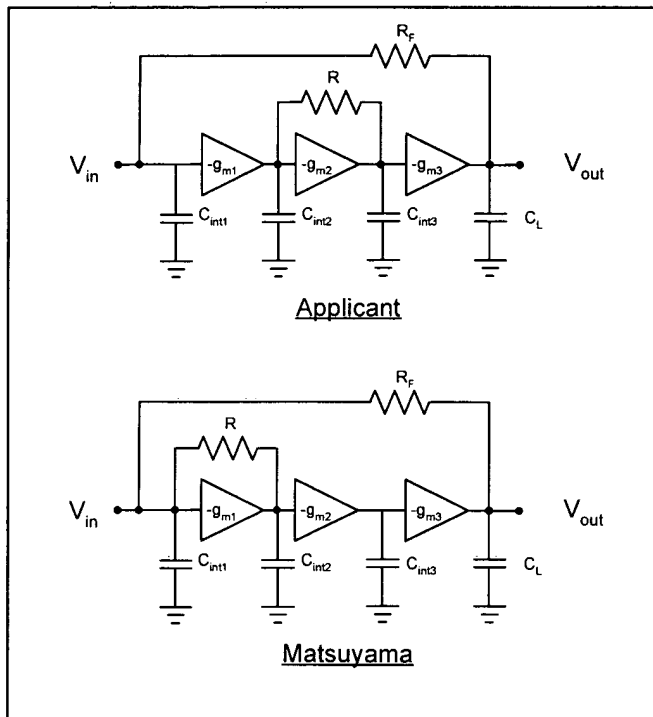 R_F
R
V_in
-g_m1
-g_m2
-g_m3
V_out
C_int1
C_int2
C_int3
C_L
Applicant
R_F
R
V_in
-g_m1
-g_m2
-g_m3
V_out
C_int1
C_int2
C_int3
C_L
Matsuyama